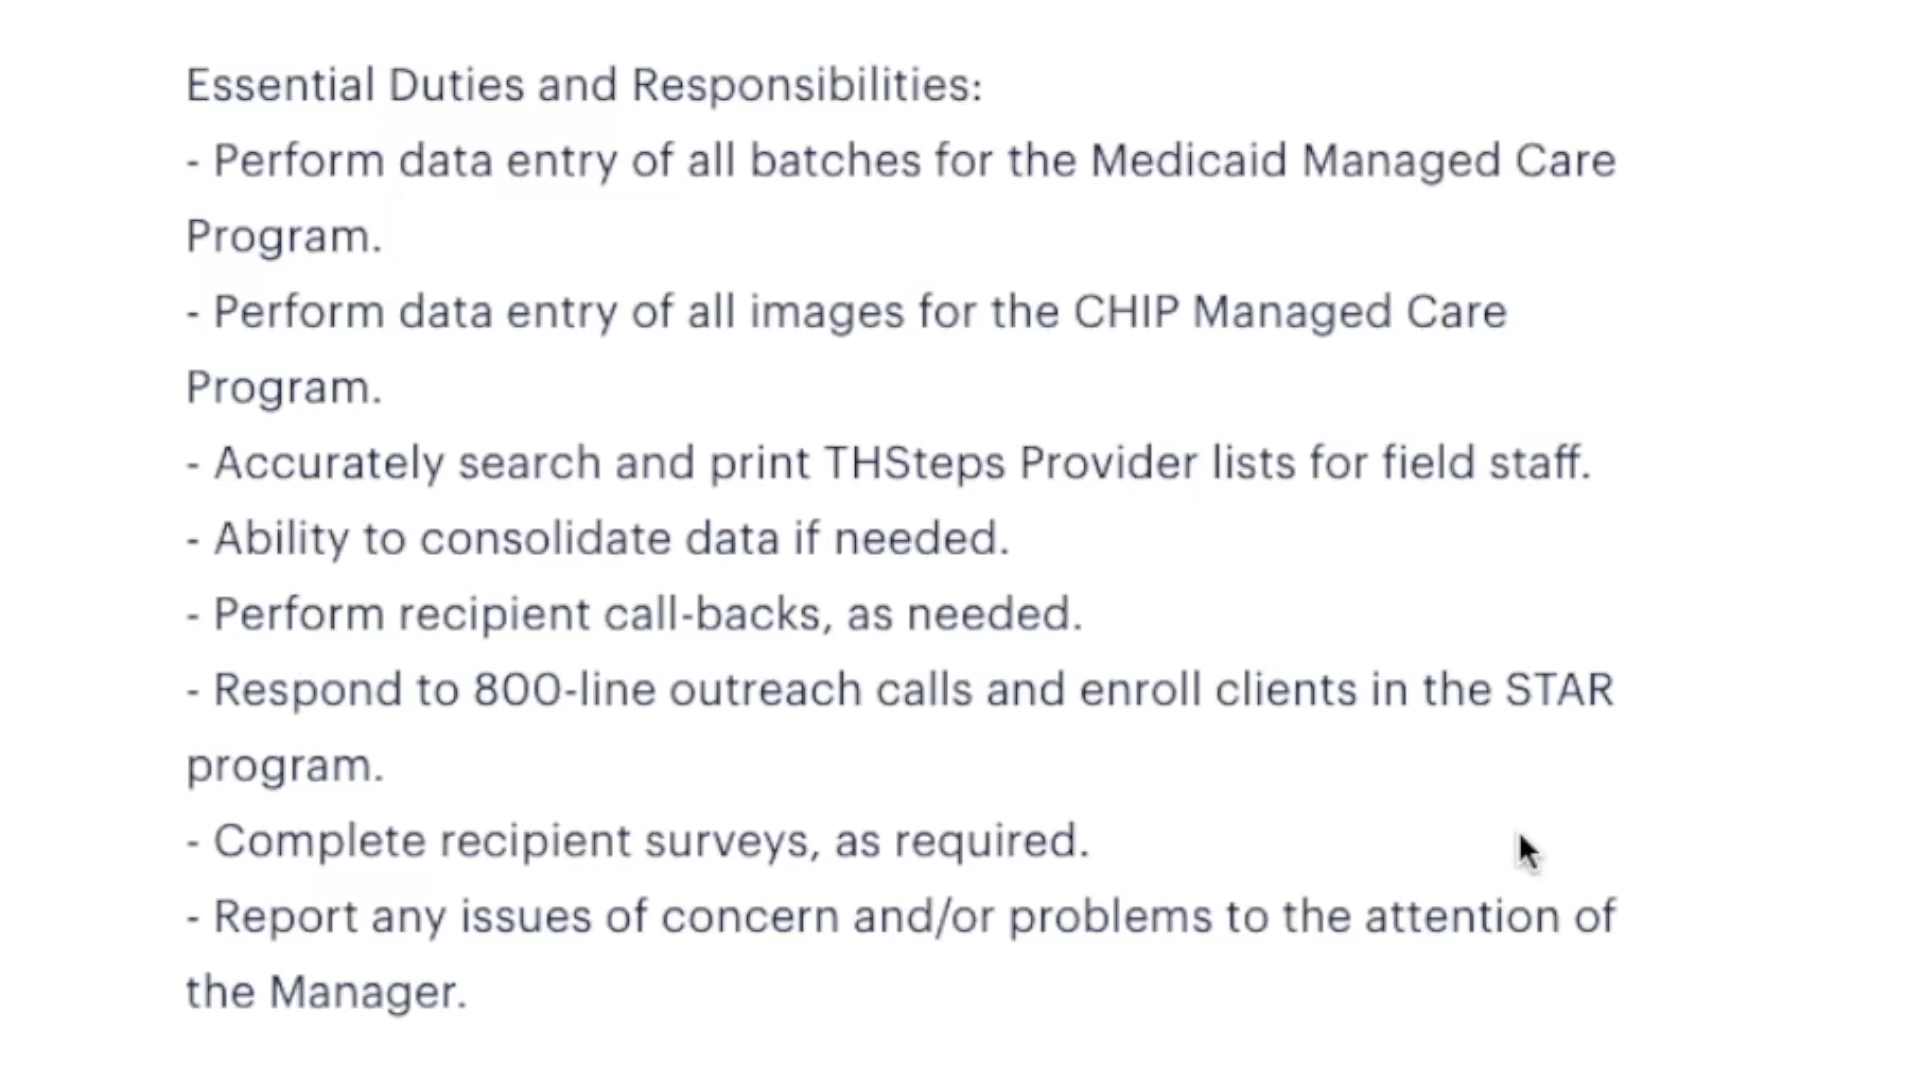 Essential Duties and Responsibilities:
- Perform data entry of all batches for the Medicaid Managed Care
Program.
- Perform data entry of all images for the CHIP Managed Care
Program.
- Accurately search and print THSteps Provider lists for field staff.
- Ability to consolidate data if needed.
- Perform recipient call-backs, as needed.
- Respond to 800-line outreach calls and enroll clients in the STAR
program.
- Complete recipient surveys, as required.
- Report any issues of concern and/or problems to the attention of
the Manager.